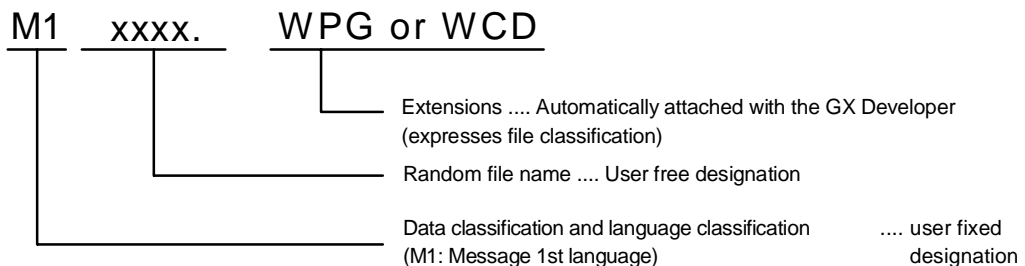 M1 xxxx. WPG or WCD
Extensions .... Automatically attached with the GX Developer
(expresses file classification)
Random file name .... User free designation
Data classification and language classification .... user fixed
(M1: Message 1st language) designation